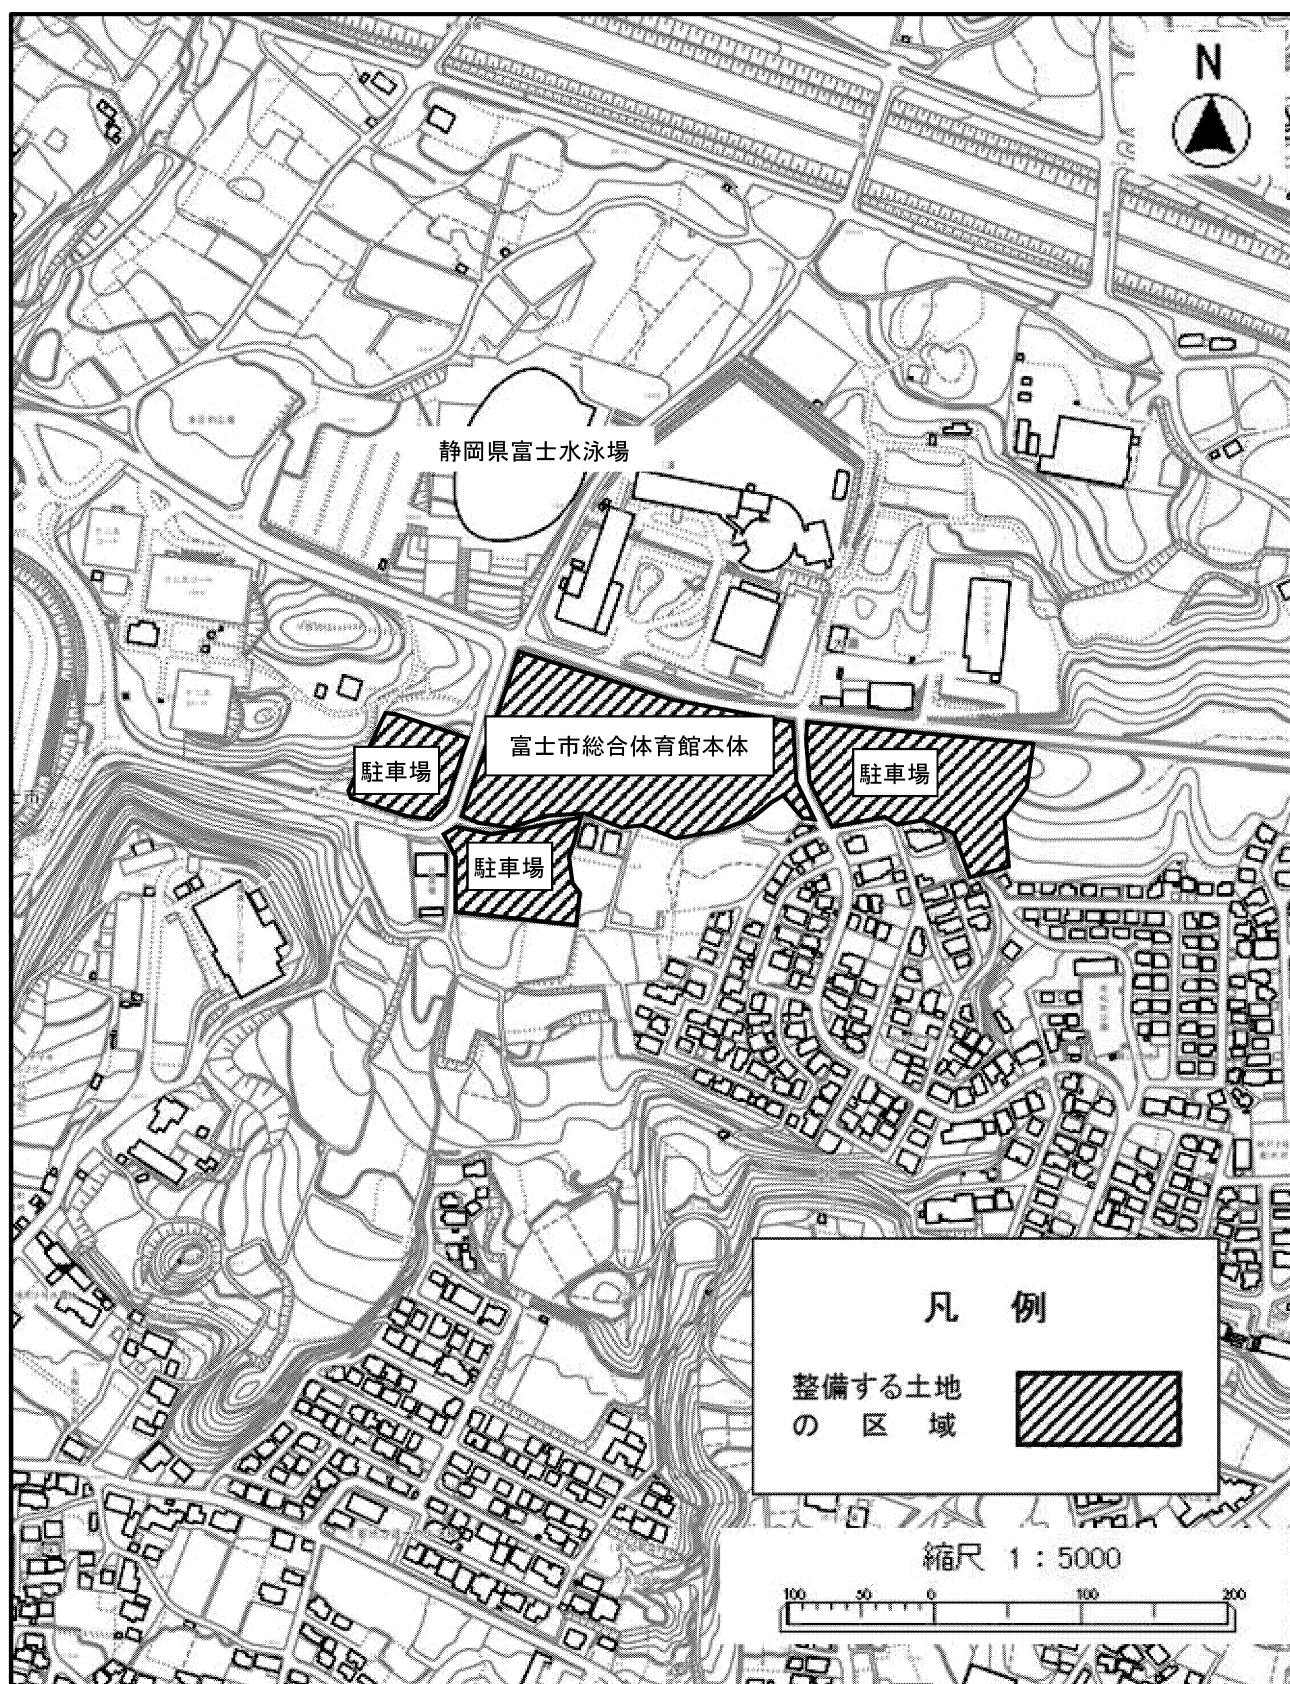 N
静岡県富士水泳場
富士市総合体育館本体
駐車場
駐車場
駐車場
凡 例
整備する土地
の 区 域
縮尺 1：5000
100 50 0 100 200